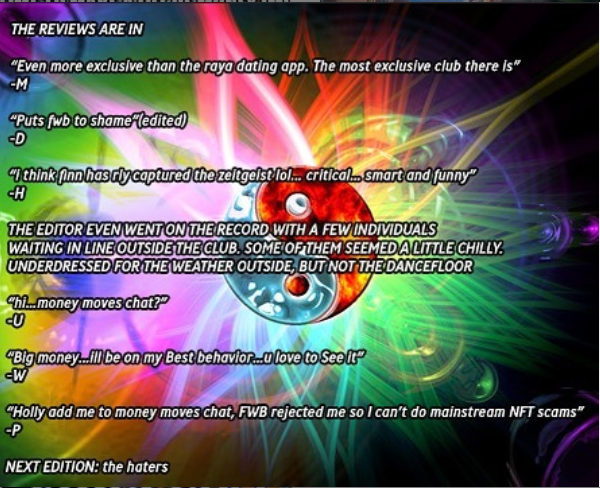 THE REVIEWS ARE IN
“Even more exclusive than the raya dating app. The most exclusive club there is”
-M
“Puts fwb to shame”(edited)
-D
“I think finn has rly captured the zeitgeist lol... critical... smart and funny”
-H
THE EDITOR EVEN WENT ON THE RECORD WITH A FEW INDIVIDUALS
WAITING IN LINE OUTSIDE THE CLUB. SOME OF THEM SEEMED A LITTLE CHILLY.
UNDERDRESSED FOR THE WEATHER OUTSIDE, BUT NOT THE DANCEFLOOR
“hi...money moves chat?”
-U
“Big money...ill be on my Best behavior...u love to See it”
-W
“Holly add me to money moves chat, FWB rejected me so I can’t do mainstream NFT scams”
-P
NEXT EDITION: the haters